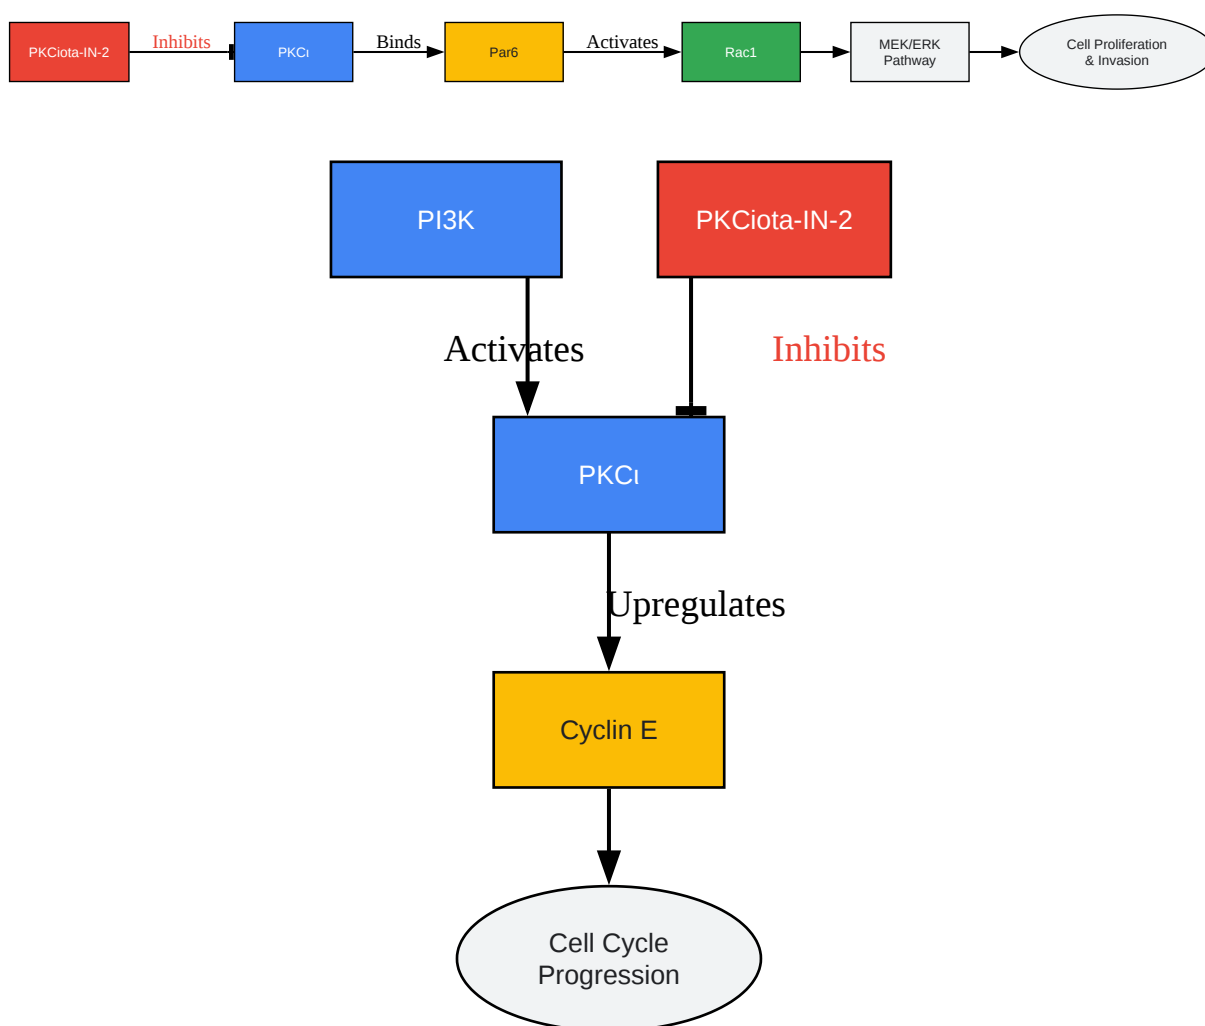 PKCiota-IN-2
Inhibits
PKCι
Binds
Par6
Activates
Rac1
MEK/ERK
Pathway
Cell Proliferation
& Invasion
PI3K
PKCiota-IN-2
Activates
Inhibits
PKCι
Upregulates
Cyclin E
Cell Cycle
Progression